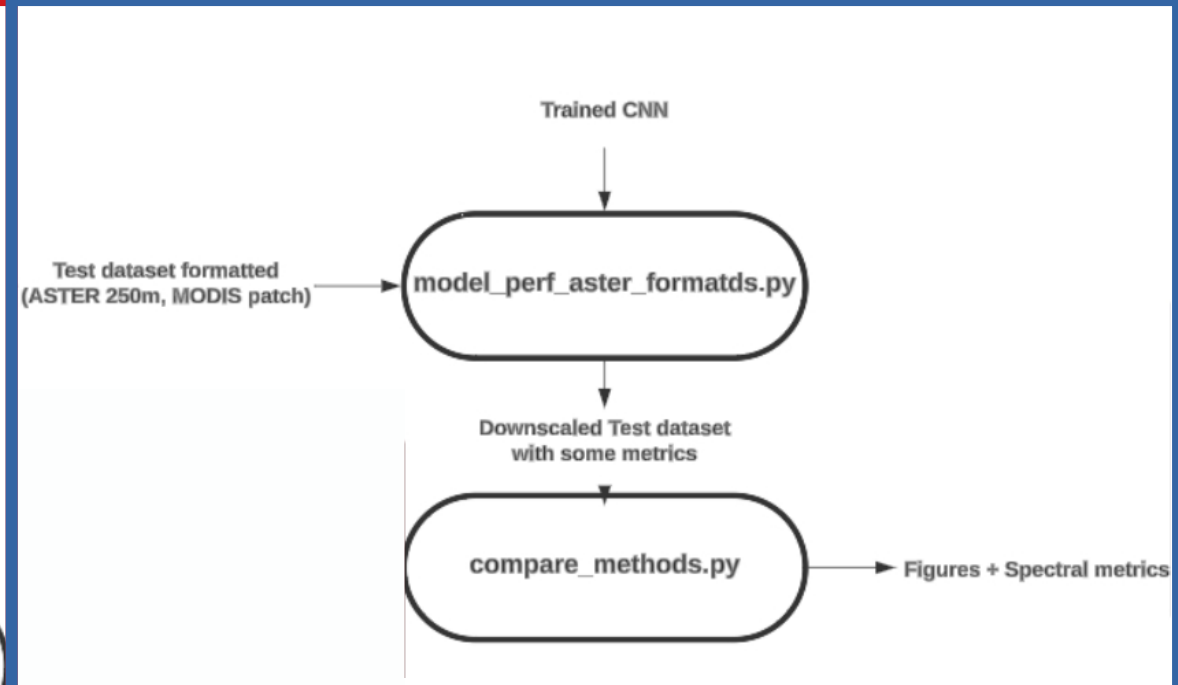 Trained CNN
Test dataset formatted
(ASTER 250m, MODIS patch)
model_perf_aster_formatds.py
Downscaled Test dataset
with some metrics
compare_methods.py
Figures + Spectral metrics